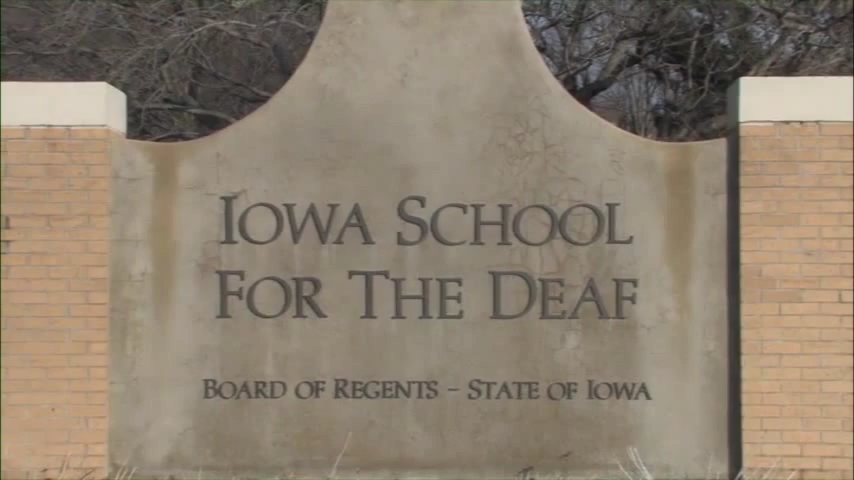 IOWA SCHOOL
FOR THE DEAF
BOARD OF REGENTS – STATE OF IOWA